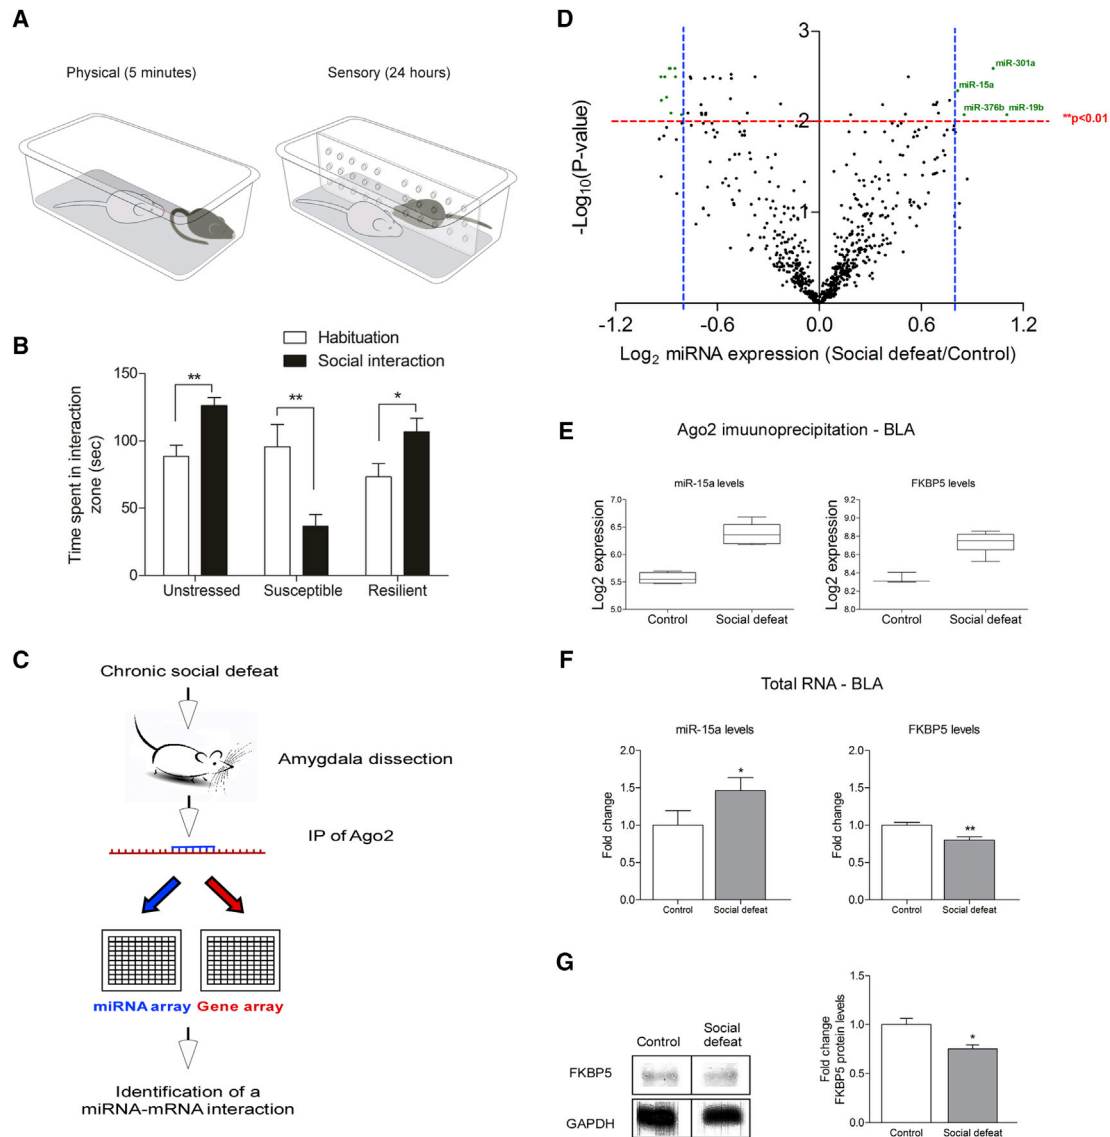 A
Physical (5 minutes)
Sensory (24 hours)
B
Habituation
Social interaction
Time spent in interaction
zone (sec)
150
100
50
0
**
**
*
Unstressed
Susceptible
Resilient
C
Chronic social defeat
Amygdala dissection
IP of Ago2
miRNA array
Gene array
Identification of a
miRNA-mRNA interaction
D
3
2
1
-Log10(P-value)
miR-301a
miR-15a
miR-376b
miR-19b
**p<0.01
-1.2
-0.6
0.0
0.6
1.2
Log2 miRNA expression (Social defeat/Control)
E
Ago2 imuunoprecipitation - BLA
miR-15a levels
Log2 expression
7.0
6.5
6.0
5.5
5.0
Control
Social defeat
FKBP5 levels
Log2 expression
9.2
9.0
8.8
8.6
8.4
8.2
8.0
Control
Social defeat
F
Total RNA - BLA
miR-15a levels
Fold change
2.0
1.5
1.0
0.5
0.0
*
Control
Social defeat
FKBP5 levels
Fold change
2.0
1.5
1.0
0.5
0.0
**
Control
Social defeat
G
Control
Social
defeat
FKBP5
GAPDH
Fold change
FKBP5 protein levels
1.5
1.0
0.5
0.0
*
Control
Social defeat